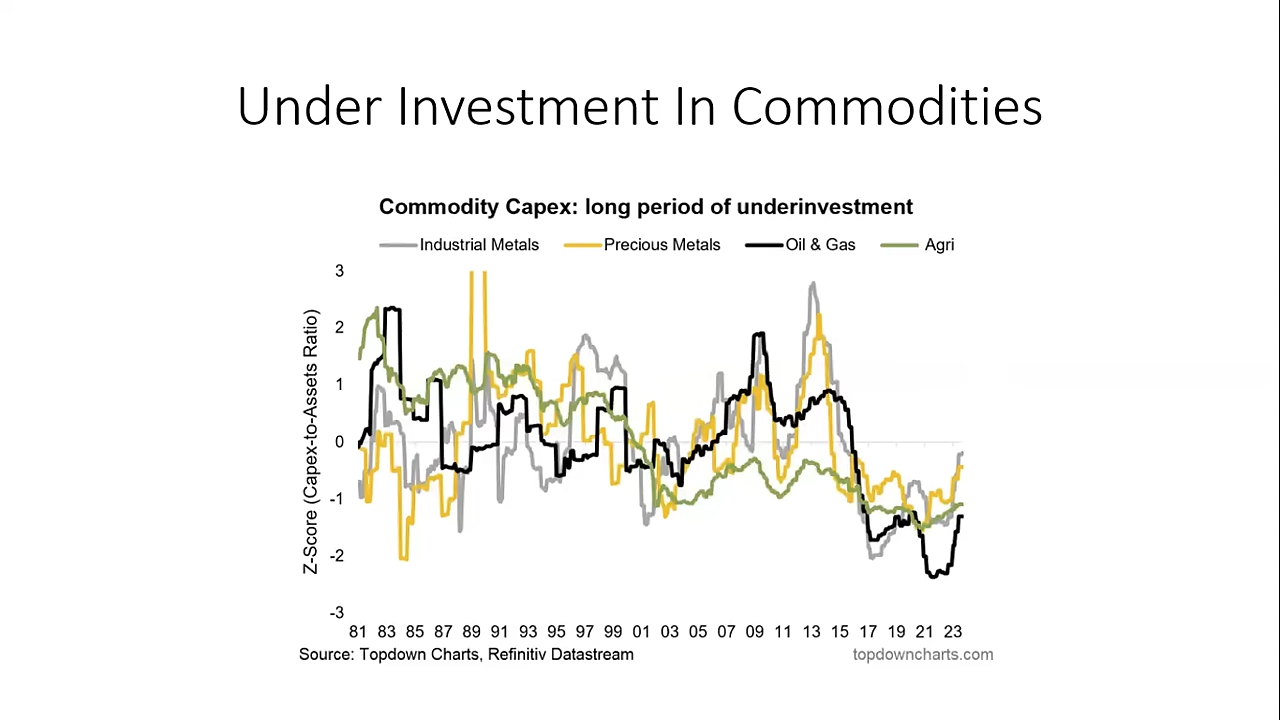 Under Investment In Commodities
Commodity Capex: long period of underinvestment
Industrial Metals Precious Metals Oil & Gas Agri
Z-Score (Capex-to-Assets Ratio)
3
2
1
0
-1
-2
-3
81 83 85 87 89 91 93 95 97 99 01 03 05 07 09 11 13 15 17 19 21 23
Source: Topdown Charts, Refinitiv Datastream
topdowncharts.com